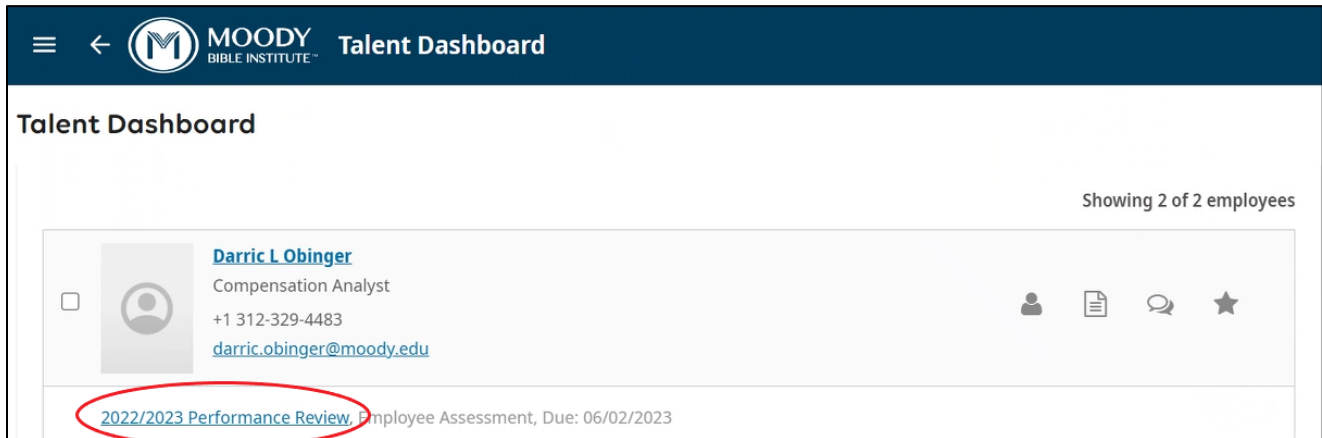 MOODY
BIBLE INSTITUTE™
Talent Dashboard
Talent Dashboard
Showing 2 of 2 employees
Darric L Obinger
Compensation Analyst
+1 312-329-4483
darric.obinger@moody.edu
2022/2023 Performance Review, Employee Assessment, Due: 06/02/2023